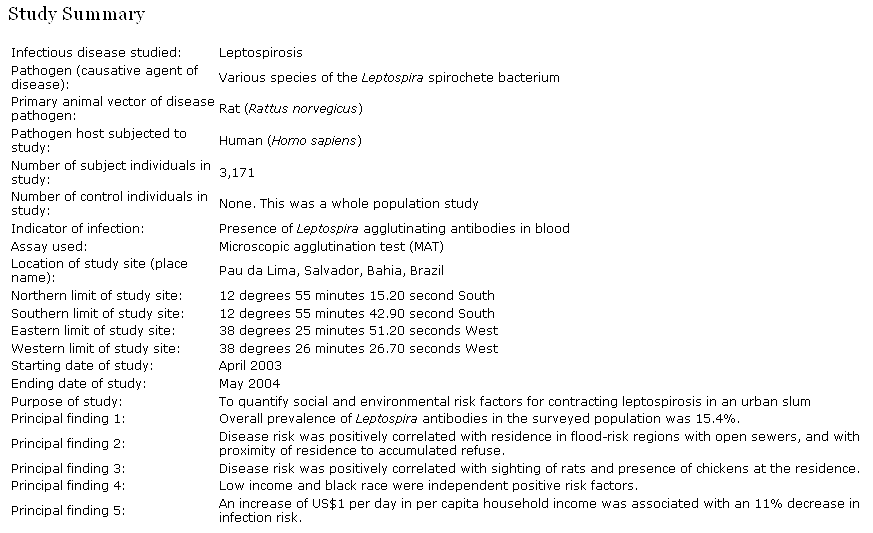 Study Summary
Infectious disease studied: Leptospirosis
Pathogen (causative agent of
disease): Various species of the Leptospira spirochete bacterium
Primary animal vector of disease
pathogen: Rat (Rattus norvegicus)
Pathogen host subjected to
study: Human (Homo sapiens)
Number of subject individuals in
study: 3,171
Number of control individuals in
study: None. This was a whole population study
Indicator of infection: Presence of Leptospira agglutinating antibodies in blood
Assay used: Microscopic agglutination test (MAT)
Location of study site (place
name): Pau da Lima, Salvador, Bahia, Brazil
Northern limit of study site: 12 degrees 55 minutes 15.20 second South
Southern limit of study site: 12 degrees 55 minutes 42.90 second South
Eastern limit of study site: 38 degrees 25 minutes 51.20 seconds West
Western limit of study site: 38 degrees 26 minutes 26.70 seconds West
Starting date of study: April 2003
Ending date of study: May 2004
Purpose of study: To quantify social and environmental risk factors for contracting leptospirosis in an urban slum
Principal finding 1: Overall prevalence of Leptospira antibodies in the surveyed population was 15.4%.
Principal finding 2: Disease risk was positively correlated with residence in flood-risk regions with open sewers, and with
proximity of residence to accumulated refuse.
Principal finding 3: Disease risk was positively correlated with sighting of rats and presence of chickens at the residence.
Principal finding 4: Low income and black race were independent positive risk factors.
Principal finding 5: An increase of US$1 per day in per capita household income was associated with an 11% decrease in
infection risk.